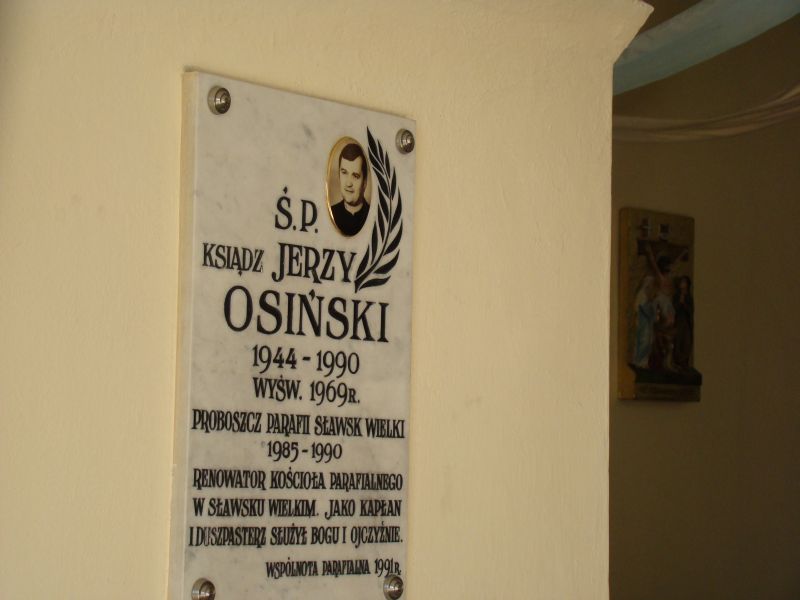 Ś.P.
KSIĄDZ JERZY
OSIŃSKI
1944 - 1990
WYŚW. 1969R.
PROBOSZCZ PARAFII SŁAWSK WIELKI
1985 - 1990
RENOWATOR KOŚCIOŁA PARAFIALNEGO
W SŁAWSKU WIELKIM. JAKO KAPŁAN
I DUSZPASTERZ SŁUŻYŁ BOGU I OJCZYŹNIE.
WSPÓLNOTA PARAFIALNA 1991R.